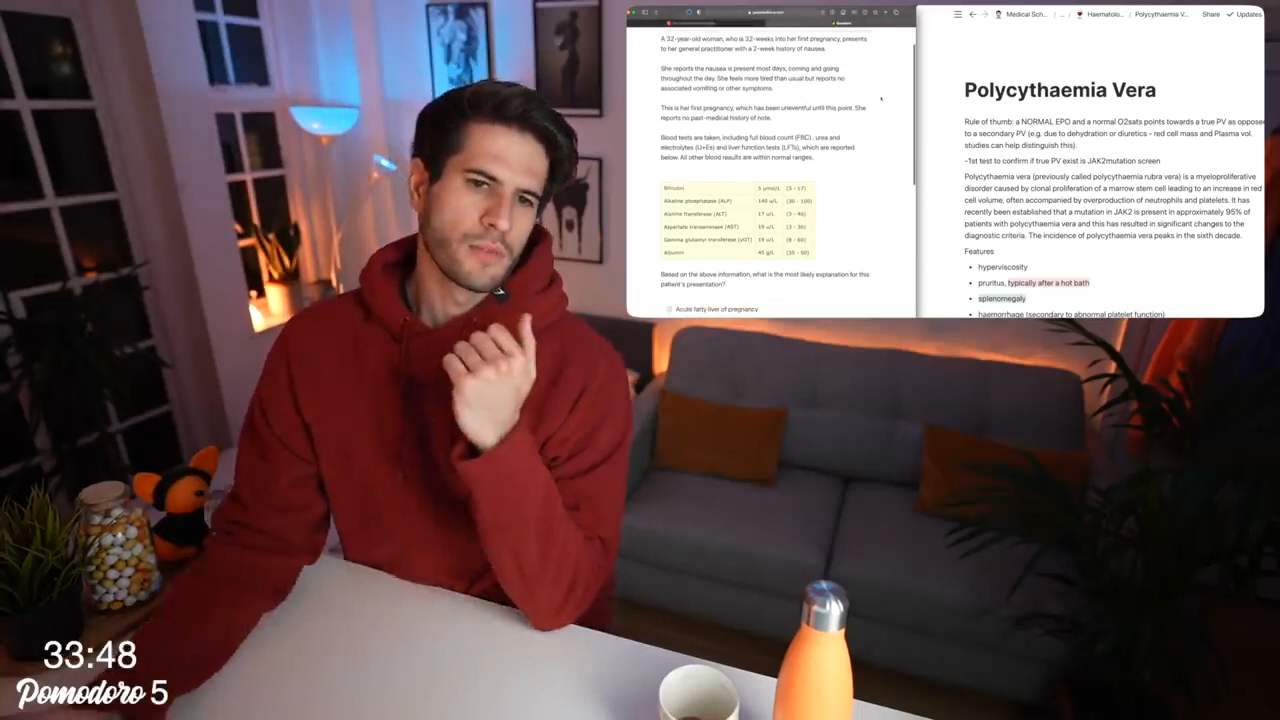 A 32-year-old woman, who is 32-weeks into her first pregnancy, presents
to her general practitioner with a 2-week history of nausea.
She reports the nausea is present most days, coming and going
throughout the day. She feels more tired than usual but reports no
associated vomiting or other symptoms.
This is her first pregnancy, which has been uneventful until this point. She
reports no past-medical history of note.
Blood tests are taken, including full blood count (FBC) , urea and
electrolytes (U+Es) and liver function tests (LFTs), which are reported
below. All other blood results are within normal ranges.
Bilirubin 5 µmol/L (3 - 17)
Alkaline phosphatase (ALP) 140 u/L (30 - 100)
Alanine transferase (ALT) 17 u/L (3 - 40)
Aspartate transaminase (AST) 19 u/L (3 - 30)
Gamma glutamyl transferase (yGT) 19 u/L (8 - 60)
Albumin 45 g/L (35 - 50)
Based on the above information, what is the most likely explanation for this
patient's presentation?
Acute fatty liver of pregnancy
Medical Sch... / ... / Haematolo... / Polycythaemia V... Share Updates
Polycythaemia Vera
Rule of thumb: a NORMAL EPO and a normal O2sats points towards a true PV as oppose
to a secondary PV (e.g. due to dehydration or diuretics - red cell mass and Plasma vol.
studies can help distinguish this).
-1st test to confirm if true PV exist is JAK2mutation screen
Polycythaemia vera (previously called polycythaemia rubra vera) is a myeloproliferative
disorder caused by clonal proliferation of a marrow stem cell leading to an increase in red
cell volume, often accompanied by overproduction of neutrophils and platelets. It has
recently been established that a mutation in JAK2 is present in approximately 95% of
patients with polycythaemia vera and this has resulted in significant changes to the
diagnostic criteria. The incidence of polycythaemia vera peaks in the sixth decade.
Features
hyperviscosity
pruritus, typically after a hot bath
splenomegaly
haemorrhage (secondary to abnormal platelet function)
33:48
Pomodoro 5